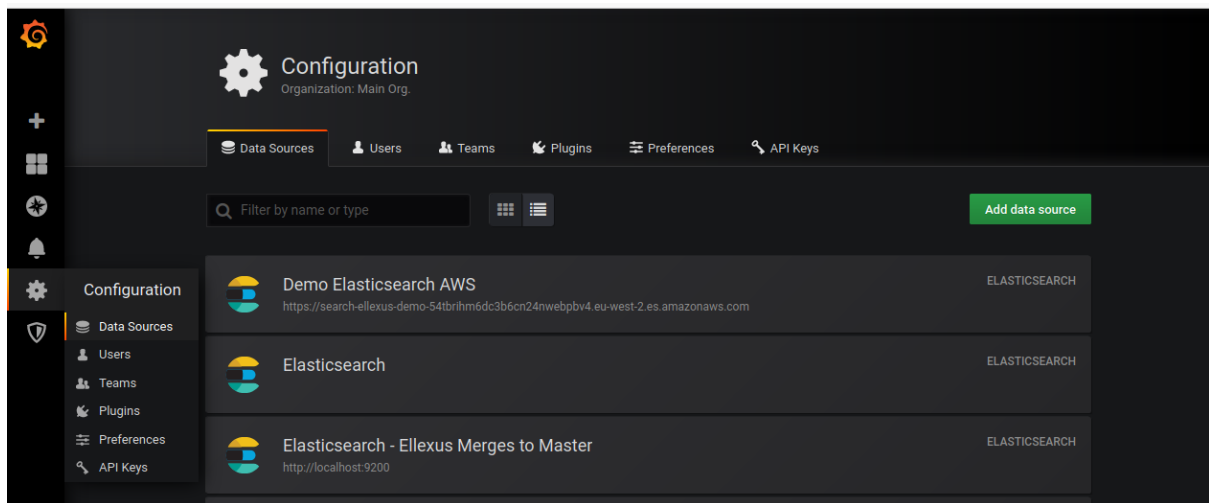 Configuration
Organization: Main Org.
Data Sources Users Teams Plugins Preferences API Keys
Filter by name or type
Add data source
Configuration
Data Sources
Users
Teams
Plugins
Preferences
API Keys
Demo Elasticsearch AWS
ELASTICSEARCH
https://search-ellexus-demo-54tbrihm6dc3b6cn24nwebpbv4.eu-west-2.es.amazonaws.com
Elasticsearch
ELASTICSEARCH
Elasticsearch - Ellexus Merges to Master
ELASTICSEARCH
http://localhost:9200